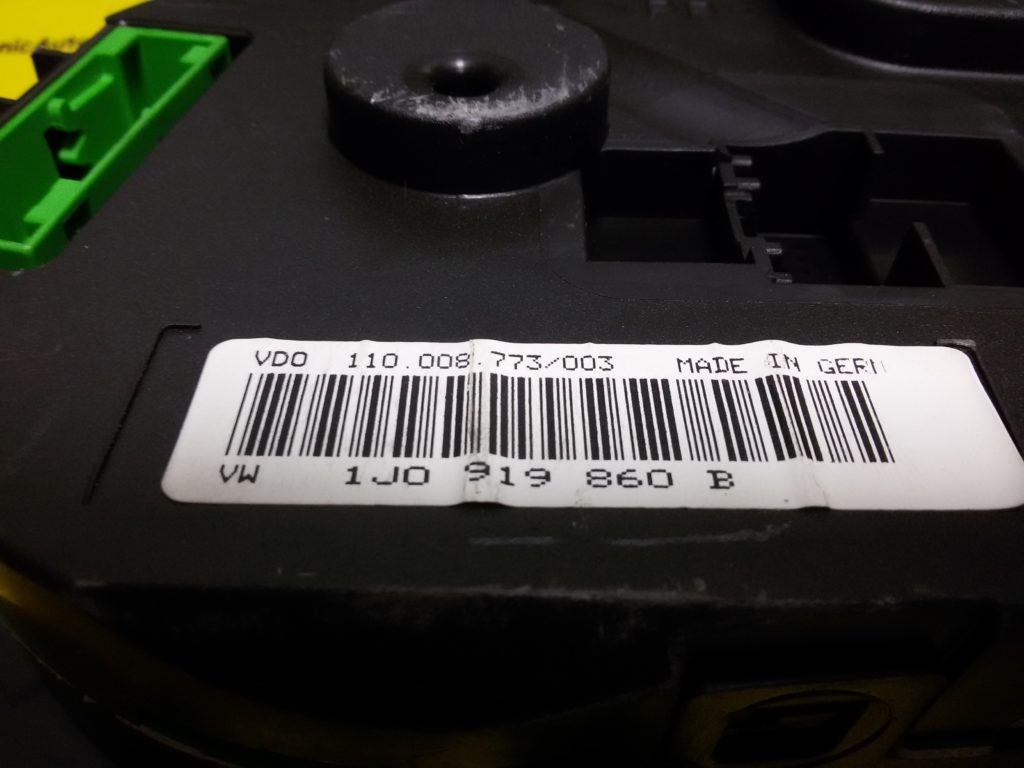 VDO 110.008.773/003 MADE IN GERM
VW 1J0 919 860 B